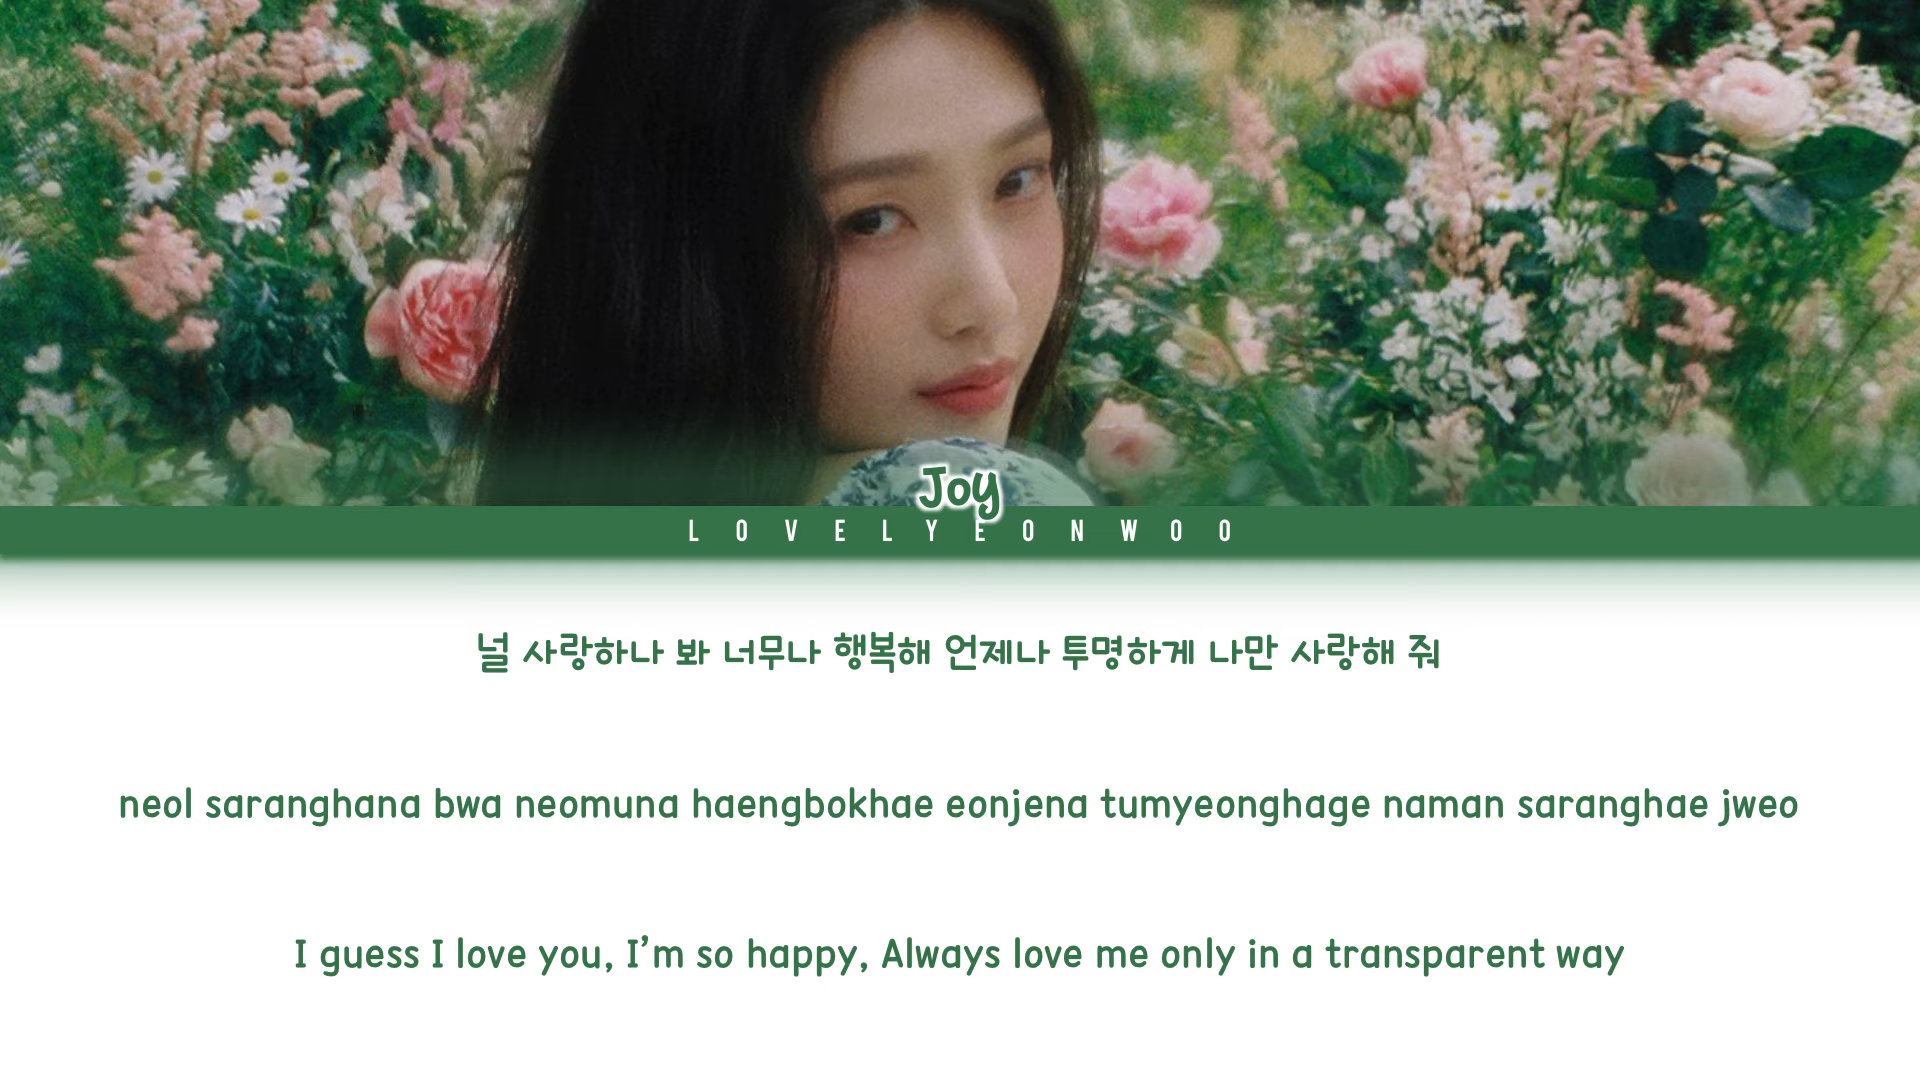 Joy
LOVELYEONWOO
널 사랑하나 봐 너무나 행복해 언제나 투명하게 나만 사랑해 줘
neol saranghana bwa neomuna haengbokhae eonjena tumyeonghage naman saranghae jweo
I guess I love you, I’m so happy, Always love me only in a transparent way